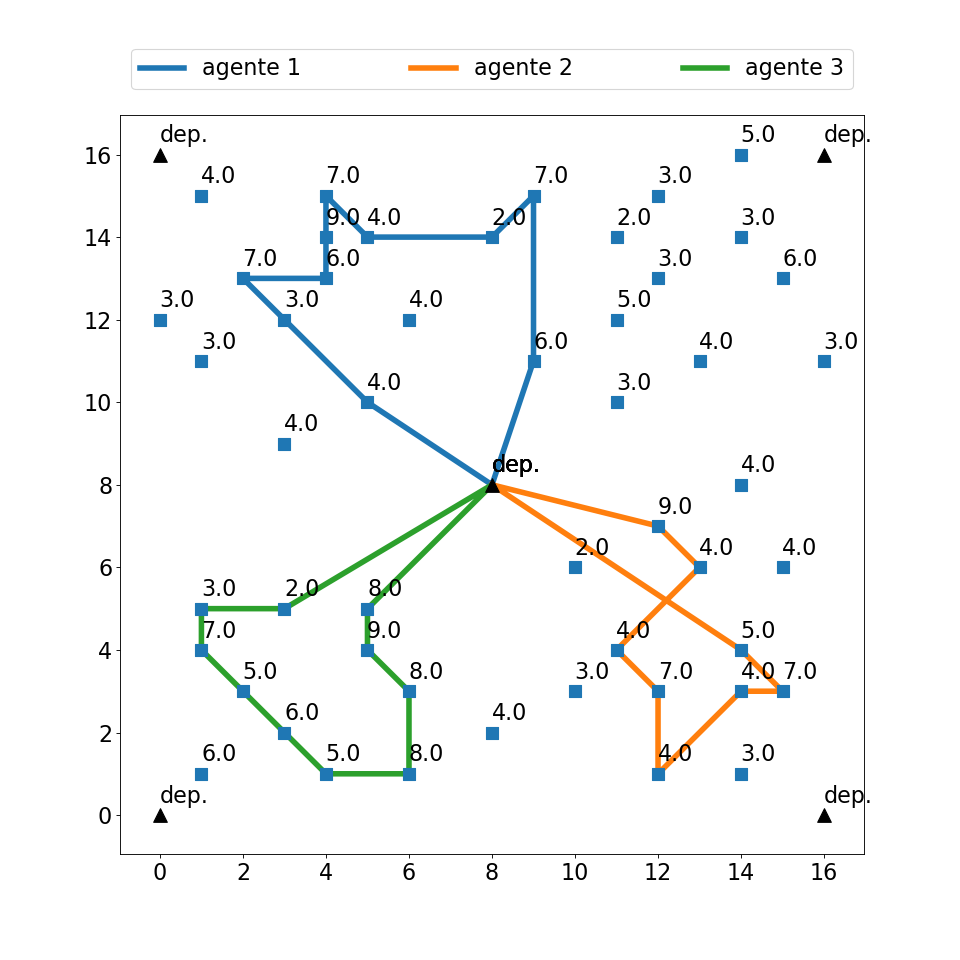 agente 1 agente 2 agente 3
dep. 5.0 dep.
16
4.0 7.0 7.0 3.0
9.0 4.0 2.0 2.0 3.0
14
7.0 6.0 3.0 6.0
3.0 3.0 4.0 5.0
12
3.0 6.0 4.0 3.0
4.0 3.0
10
4.0
dep. 4.0
8
9.0
2.0 4.0 4.0
6
3.0 2.0 8.0
7.0 9.0 4.0 5.0
4
5.0 8.0 3.0 7.0 4.0 7.0
6.0 4.0
2
6.0 5.0 8.0 4.0 3.0
dep. dep.
0
0 2 4 6 8 10 12 14 16